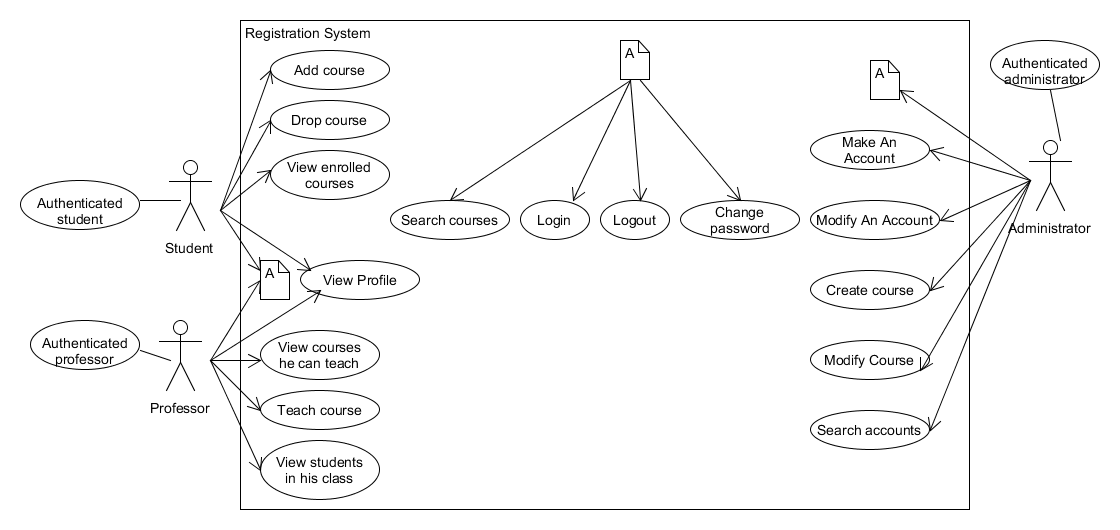 Registration System
Add course
Drop course
View enrolled
courses
Authenticated
student
Student
A
View Profile
Authenticated
professor
Professor
View courses
he can teach
Teach course
View students
in his class
A
Search courses
Login
Logout
Change
password
A
Make An
Account
Modify An Account
Create course
Modify Course
Search accounts
Authenticated
administrator
Administrator